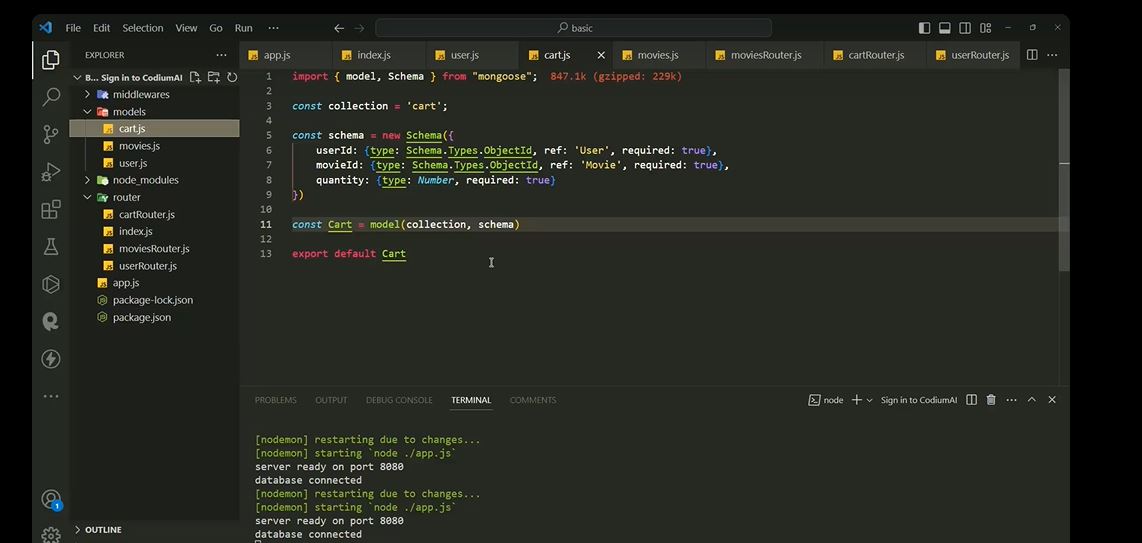 File Edit Selection View Go Run ··· basic
EXPLORER ···
app.js index.js user.js cart.js movies.js moviesRouter.js cartRouter.js userRouter.js ···
B... Sign in to CodiumAI
middlewares
models
cart.js
movies.js
user.js
node_modules
router
cartRouter.js
index.js
moviesRouter.js
userRouter.js
app.js
package-lock.json
package.json
OUTLINE
1
1 import { model, Schema } from "mongoose"; 847.1k (gzipped: 229k)
2
3 const collection = 'cart';
4
5 const schema = new Schema({
6 userId: {type: Schema.Types.ObjectId, ref: 'User', required: true},
7 movieId: {type: Schema.Types.ObjectId, ref: 'Movie', required: true},
8 quantity: {type: Number, required: true}
9 })
10
11 const Cart = model(collection, schema)
12
13 export default Cart
PROBLEMS OUTPUT DEBUG CONSOLE TERMINAL COMMENTS node Sign in to CodiumAI ···
[nodemon] restarting due to changes...
[nodemon] starting `node ./app.js`
server ready on port 8080
database connected
[nodemon] restarting due to changes...
[nodemon] starting `node ./app.js`
server ready on port 8080
database connected